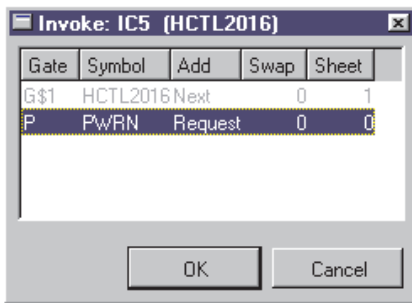 Invoke: IC5 (HCTL2016)
Gate Symbol Add Swap Sheet
G$1 HCTL2016 Next 0 1
P PWRN Request 0 0
OK Cancel